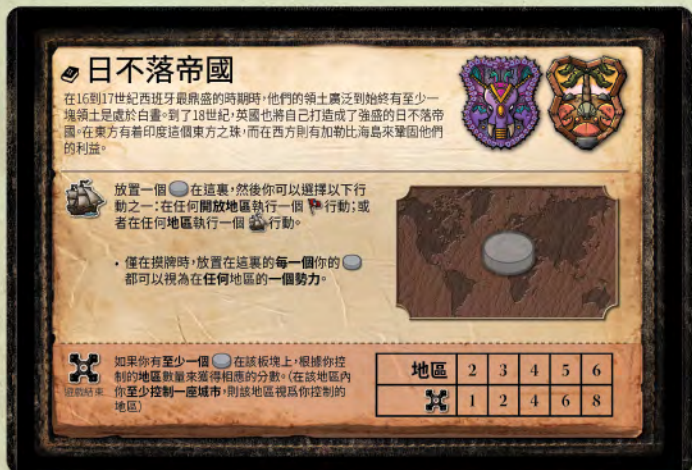 日不落帝國
在16到17世紀西班牙最鼎盛的時期時,他們的領土廣泛到始終有至少一
塊領土是處於白晝。到了18世紀,英國也將自己打造成了強盛的日不落帝
國。在東方有着印度這個東方之珠,而在西方則有加勒比海島來鞏固他們
的利益。
放置一個 在這裏,然後你可以選擇以下行
動之一:在任何開放地區執行一個 行動;或
者在任何地區執行一個 行動。
• 僅在摸牌時,放置在這裏的每一個你的
都可以視為在任何地區的一個勢力。
如果你有至少一個 在該板塊上,根據你控
制的地區數量來獲得相應的分數。(在該地區內
你至少控制一座城市,則該地區視爲你控制的
地區)
遊戲結束
地區 2 3 4 5 6
1 2 4 6 8